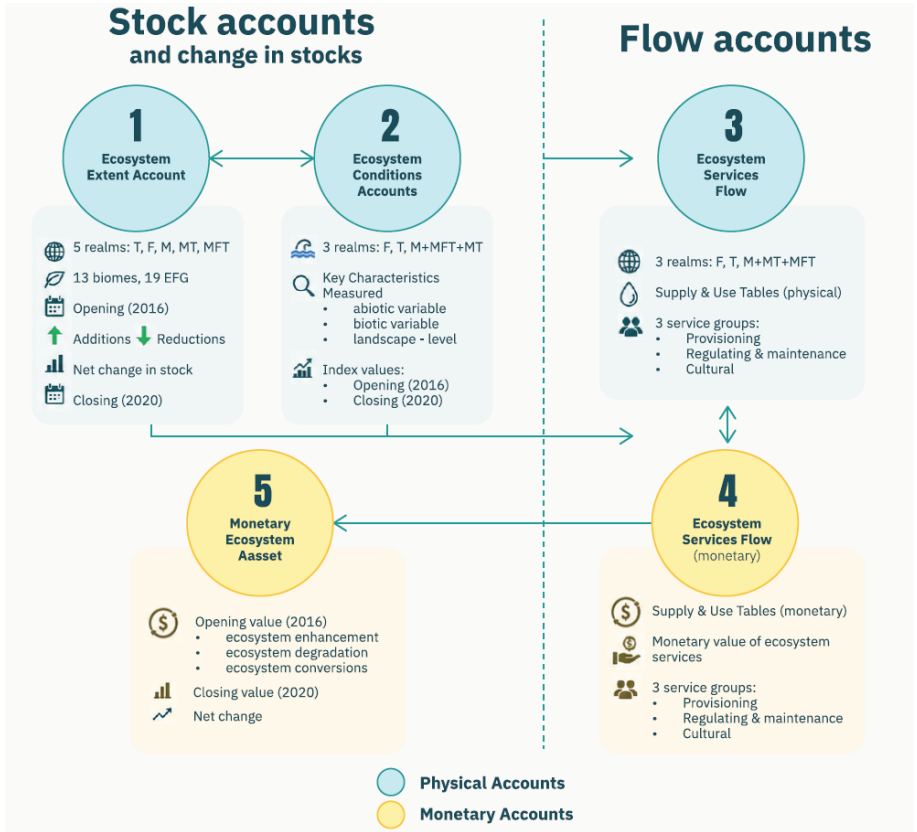 Stock accounts
and change in stocks
Flow accounts
1
Ecosystem
Extent Account
5 realms: T, F, M, MT, MFT
13 biomes, 19 EFG
Opening (2016)
Additions
Reductions
Net change in stock
Closing (2020)
2
Ecosystem
Conditions
Accounts
3 realms: F, T, M+MFT+MT
Key Characteristics
Measured
• abiotic variable
• biotic variable
• landscape - level
Index values:
• Opening (2016)
• Closing (2020)
3
Ecosystem
Services
Flow
3 realms: F, T, M+MT+MFT
Supply & Use Tables (physical)
3 service groups:
• Provisioning
• Regulating & maintenance
• Cultural
5
Monetary
Ecosystem
Aasset
Opening value (2016)
• ecosystem enhancement
• ecosystem degradation
• ecosystem conversions
Closing value (2020)
Net change
4
Ecosystem
Services Flow
(monetary)
Supply & Use Tables (monetary)
Monetary value of ecosystem
services
3 service groups:
• Provisioning
• Regulating & maintenance
• Cultural
Physical Accounts
Monetary Accounts